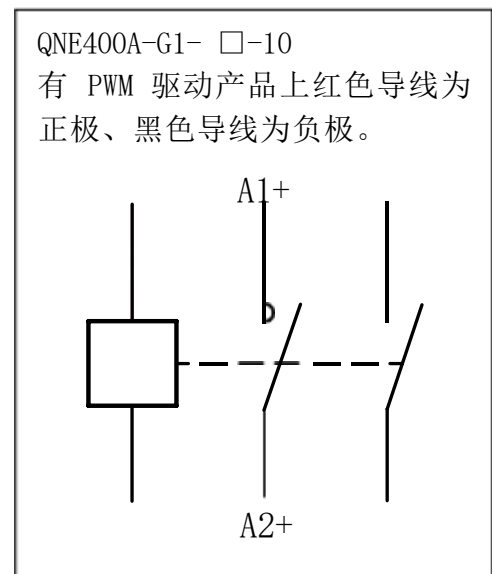 QNE400A-G1- □-10
有 PWM 驱动产品上红色导线为
正极、黑色导线为负极。
A1+
A2+